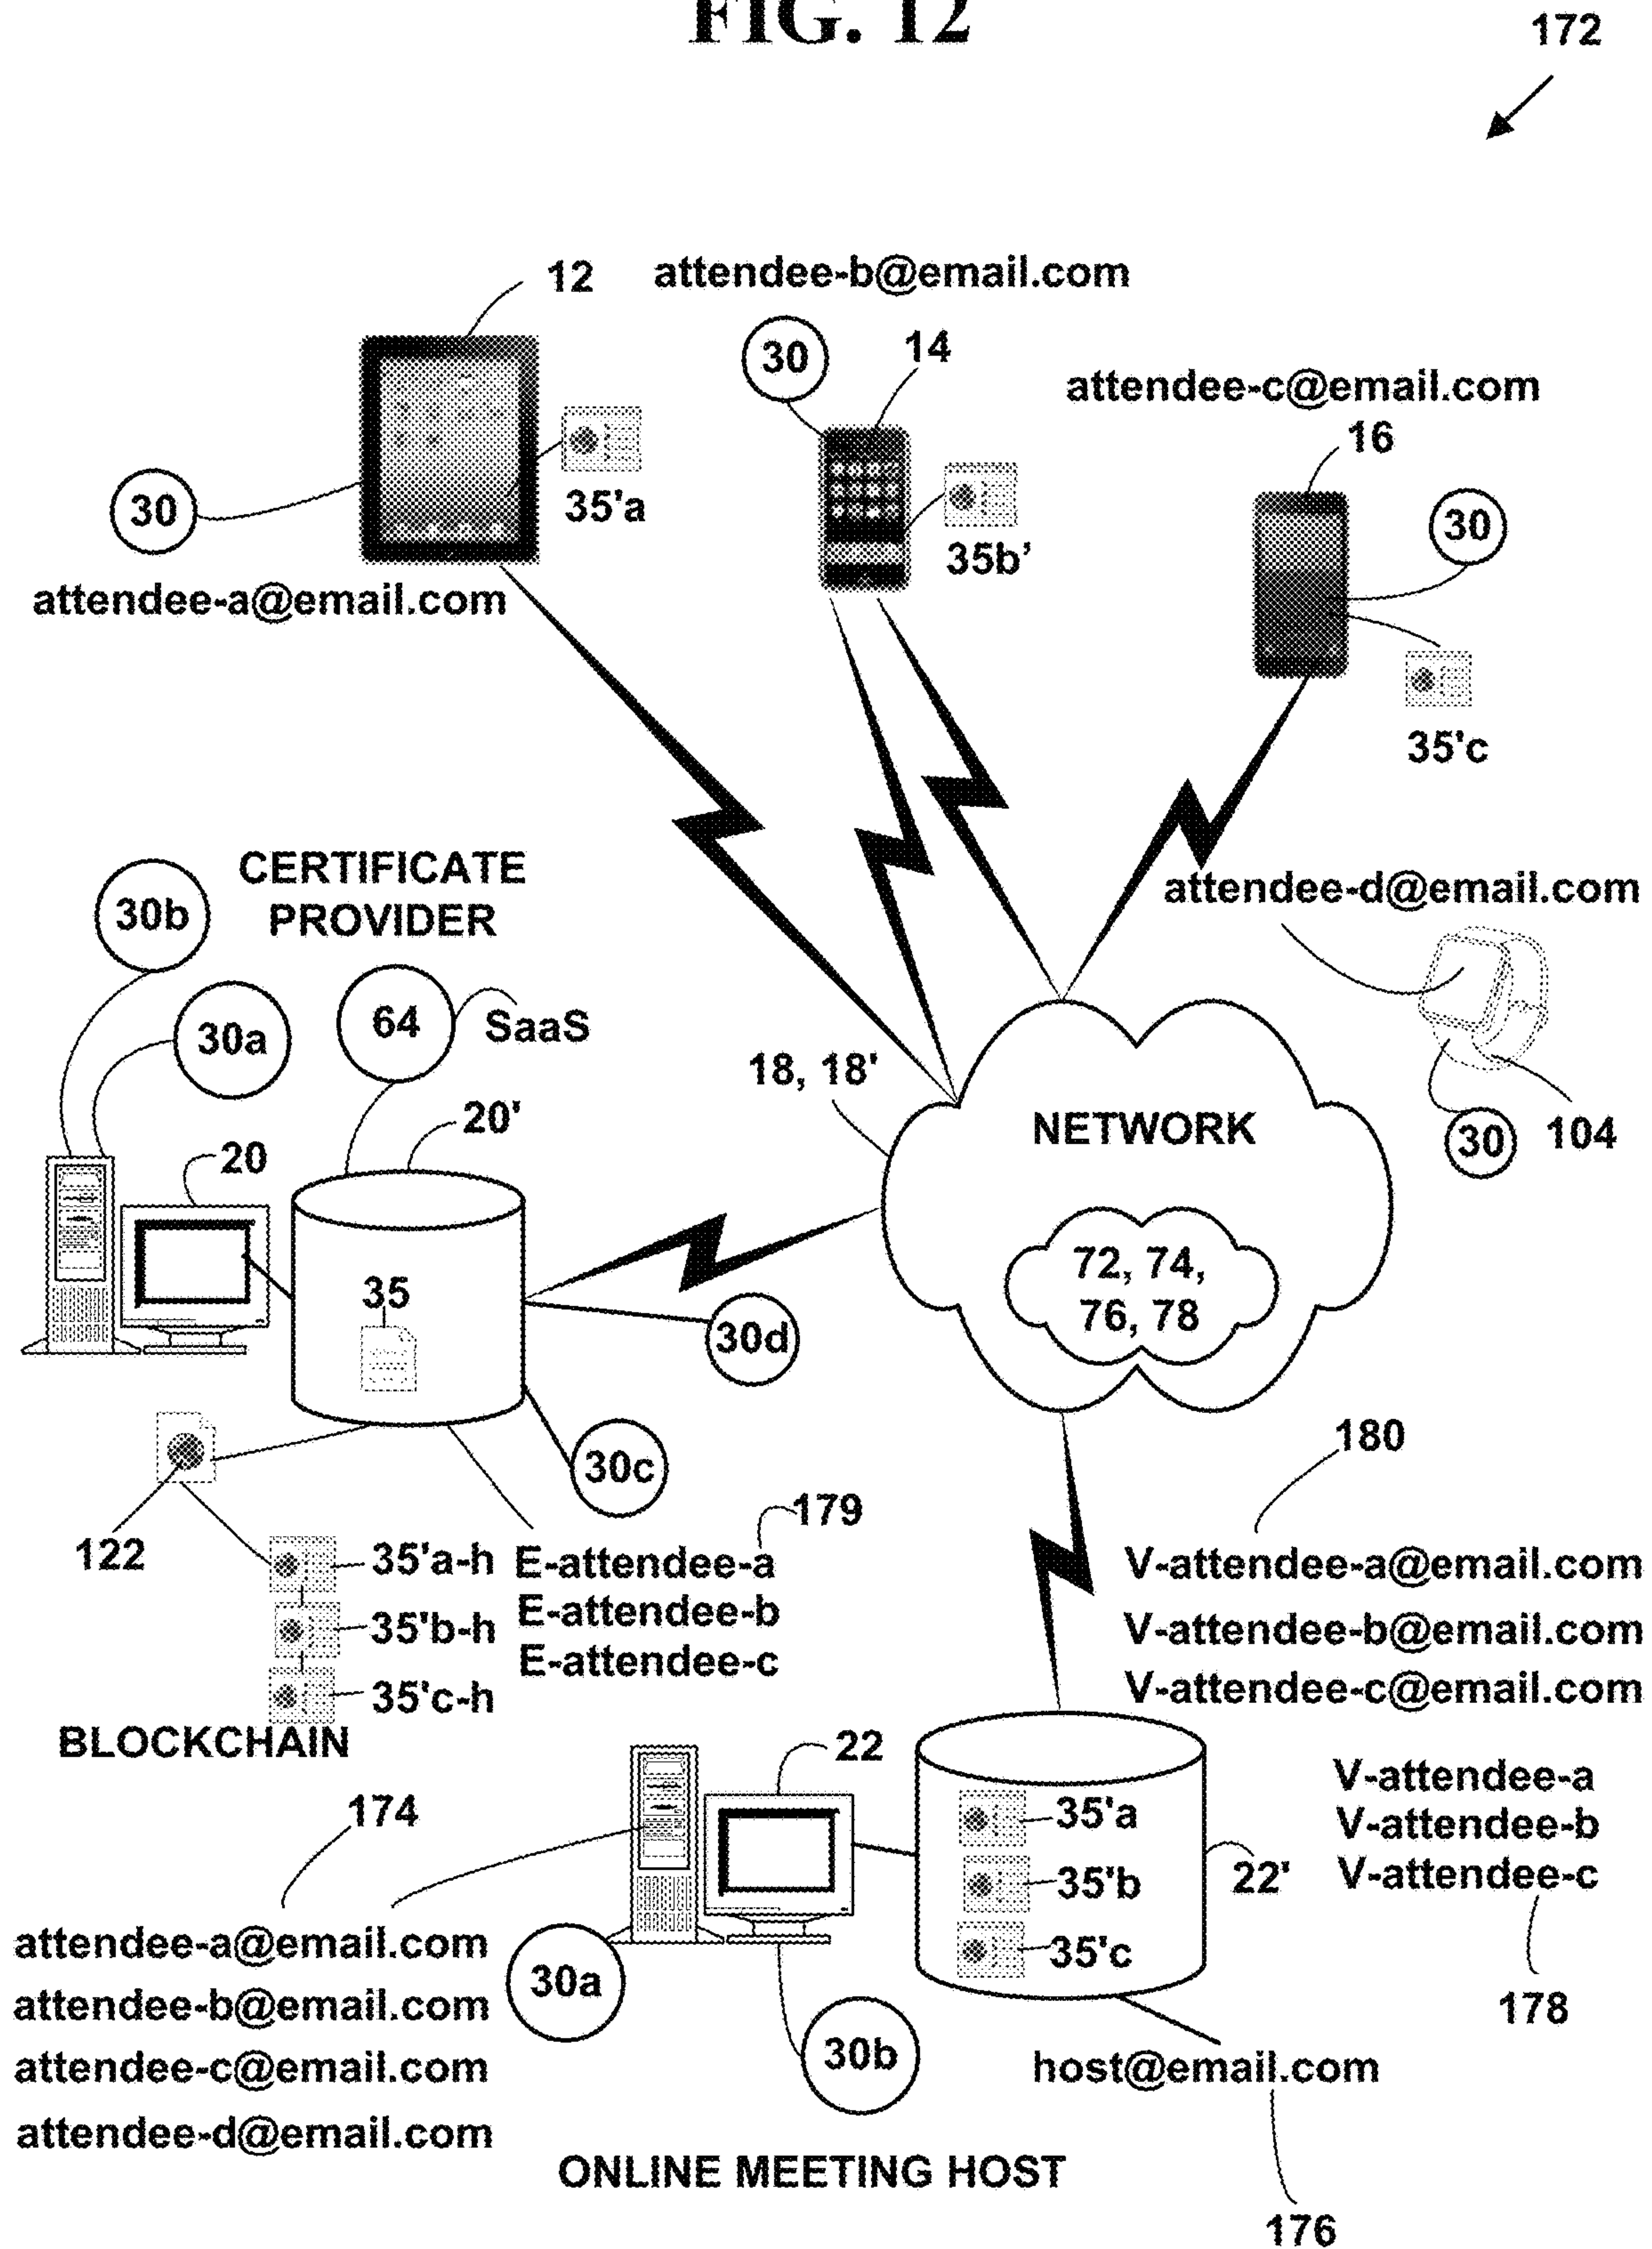 FIG. 12
172
12
attendee-b@email.com
30
14
attendee-c@email.com
16
30
35'a
30
35b’
attendee-a@email.com
35'c
CERTIFICATE
PROVIDER
30b
attendee-d@email.com
30a
64
SaaS
18, 18'
20'
NETWORK
30
104
20
72, 74,
76, 78
35
30d
30c
180
122
179
35'a-h
E-attendee-a
V-attendee-a@email.com
35'b-h
E-attendee-b
V-attendee-b@email.com
35'c-h
E-attendee-c
V-attendee-c@email.com
BLOCKCHAIN
22
V-attendee-a
174
35'a
V-attendee-b
35'b
22'
V-attendee-c
attendee-a@email.com
35'c
30a
attendee-b@email.com
178
30b
attendee-c@email.com
host@email.com
attendee-d@email.com
ONLINE MEETING HOST
176